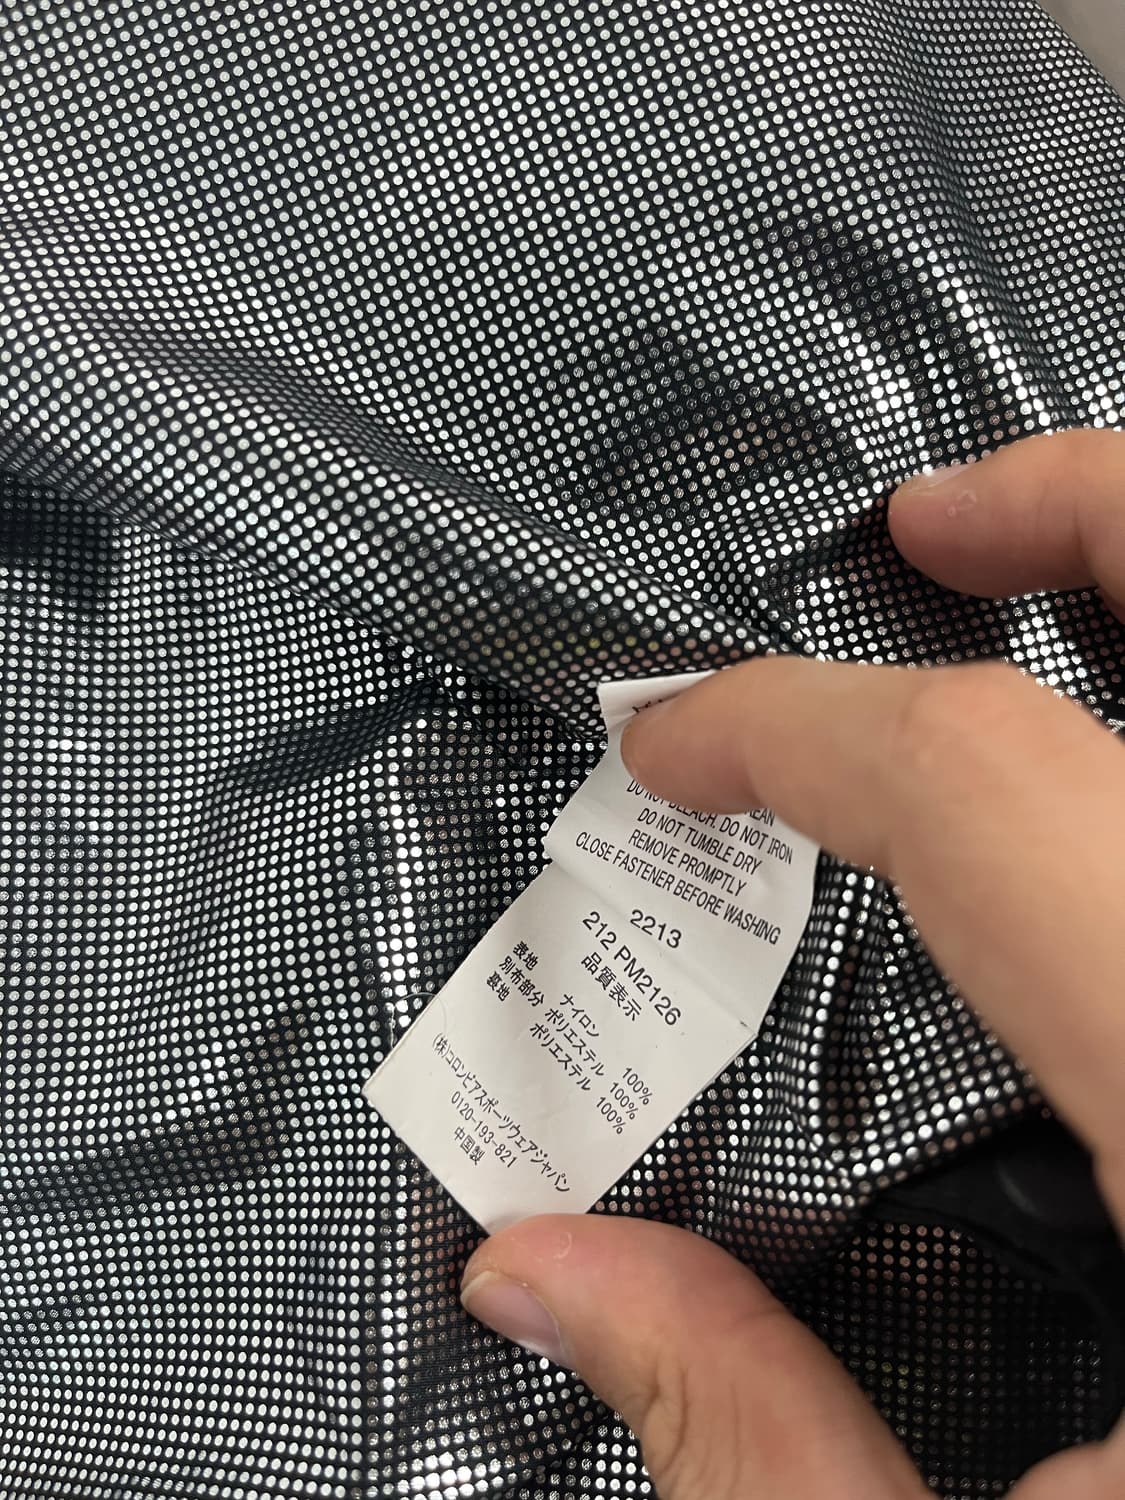 DO NOT BLEACH. DO NOT IRON
DO NOT TUMBLE DRY
REMOVE PROMPTLY
CLOSE FASTENER BEFORE WASHING
2213
212 PM2126
品質表示
表地 ナイロン 100%
別布部分 ポリエステル 100%
裏地 ポリエステル 100%
(株)コロンビアスポーツウェアジャパン
0120-193-821
中国製